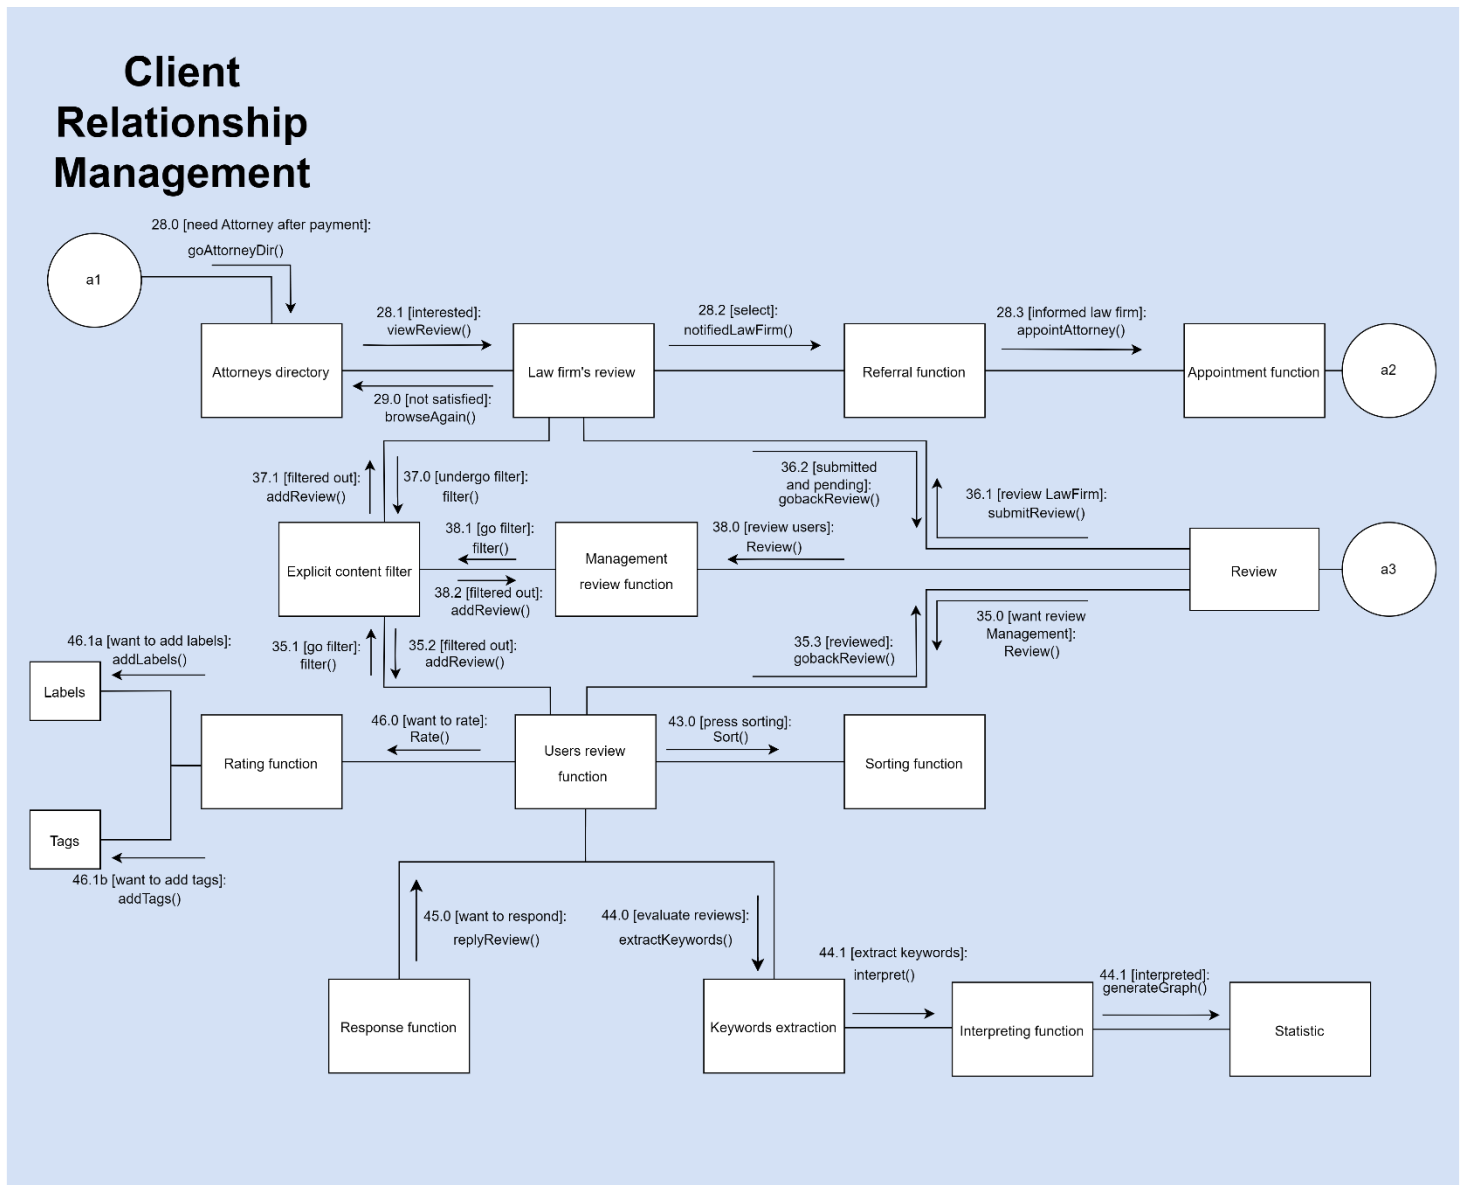 Client
Relationship
Management
28.0 [need Attorney after payment]:
goAttorneyDir()
a1
28.1 [interested]:
viewReview()
28.2 [select]:
notifiedLawFirm()
28.3 [informed law firm]:
appointAttorney()
Attorneys directory
Law firm's review
Referral function
Appointment function
a2
29.0 [not satisfied]:
browseAgain()
37.1 [filtered out]:
addReview()
37.0 [undergo filter]:
filter()
36.2 [submitted
and pending]:
gobackReview()
36.1 [review LawFirm]:
submitReview()
38.1 [go filter]:
filter()
38.0 [review users]:
Review()
Explicit content filter
Management
review function
Review
a3
38.2 [filtered out]:
addReview()
35.1 [go filter]:
filter()
35.2 [filtered out]:
addReview()
35.3 [reviewed]:
gobackReview()
35.0 [want review
Management]:
Review()
46.1a [want to add labels]:
addLabels()
Labels
46.0 [want to rate]:
Rate()
43.0 [press sorting]:
Sort()
Rating function
Users review
function
Sorting function
Tags
46.1b [want to add tags]:
addTags()
45.0 [want to respond]:
replyReview()
44.0 [evaluate reviews]:
extractKeywords()
44.1 [extract keywords]:
interpret()
44.1 [interpreted]:
generateGraph()
Response function
Keywords extraction
Interpreting function
Statistic